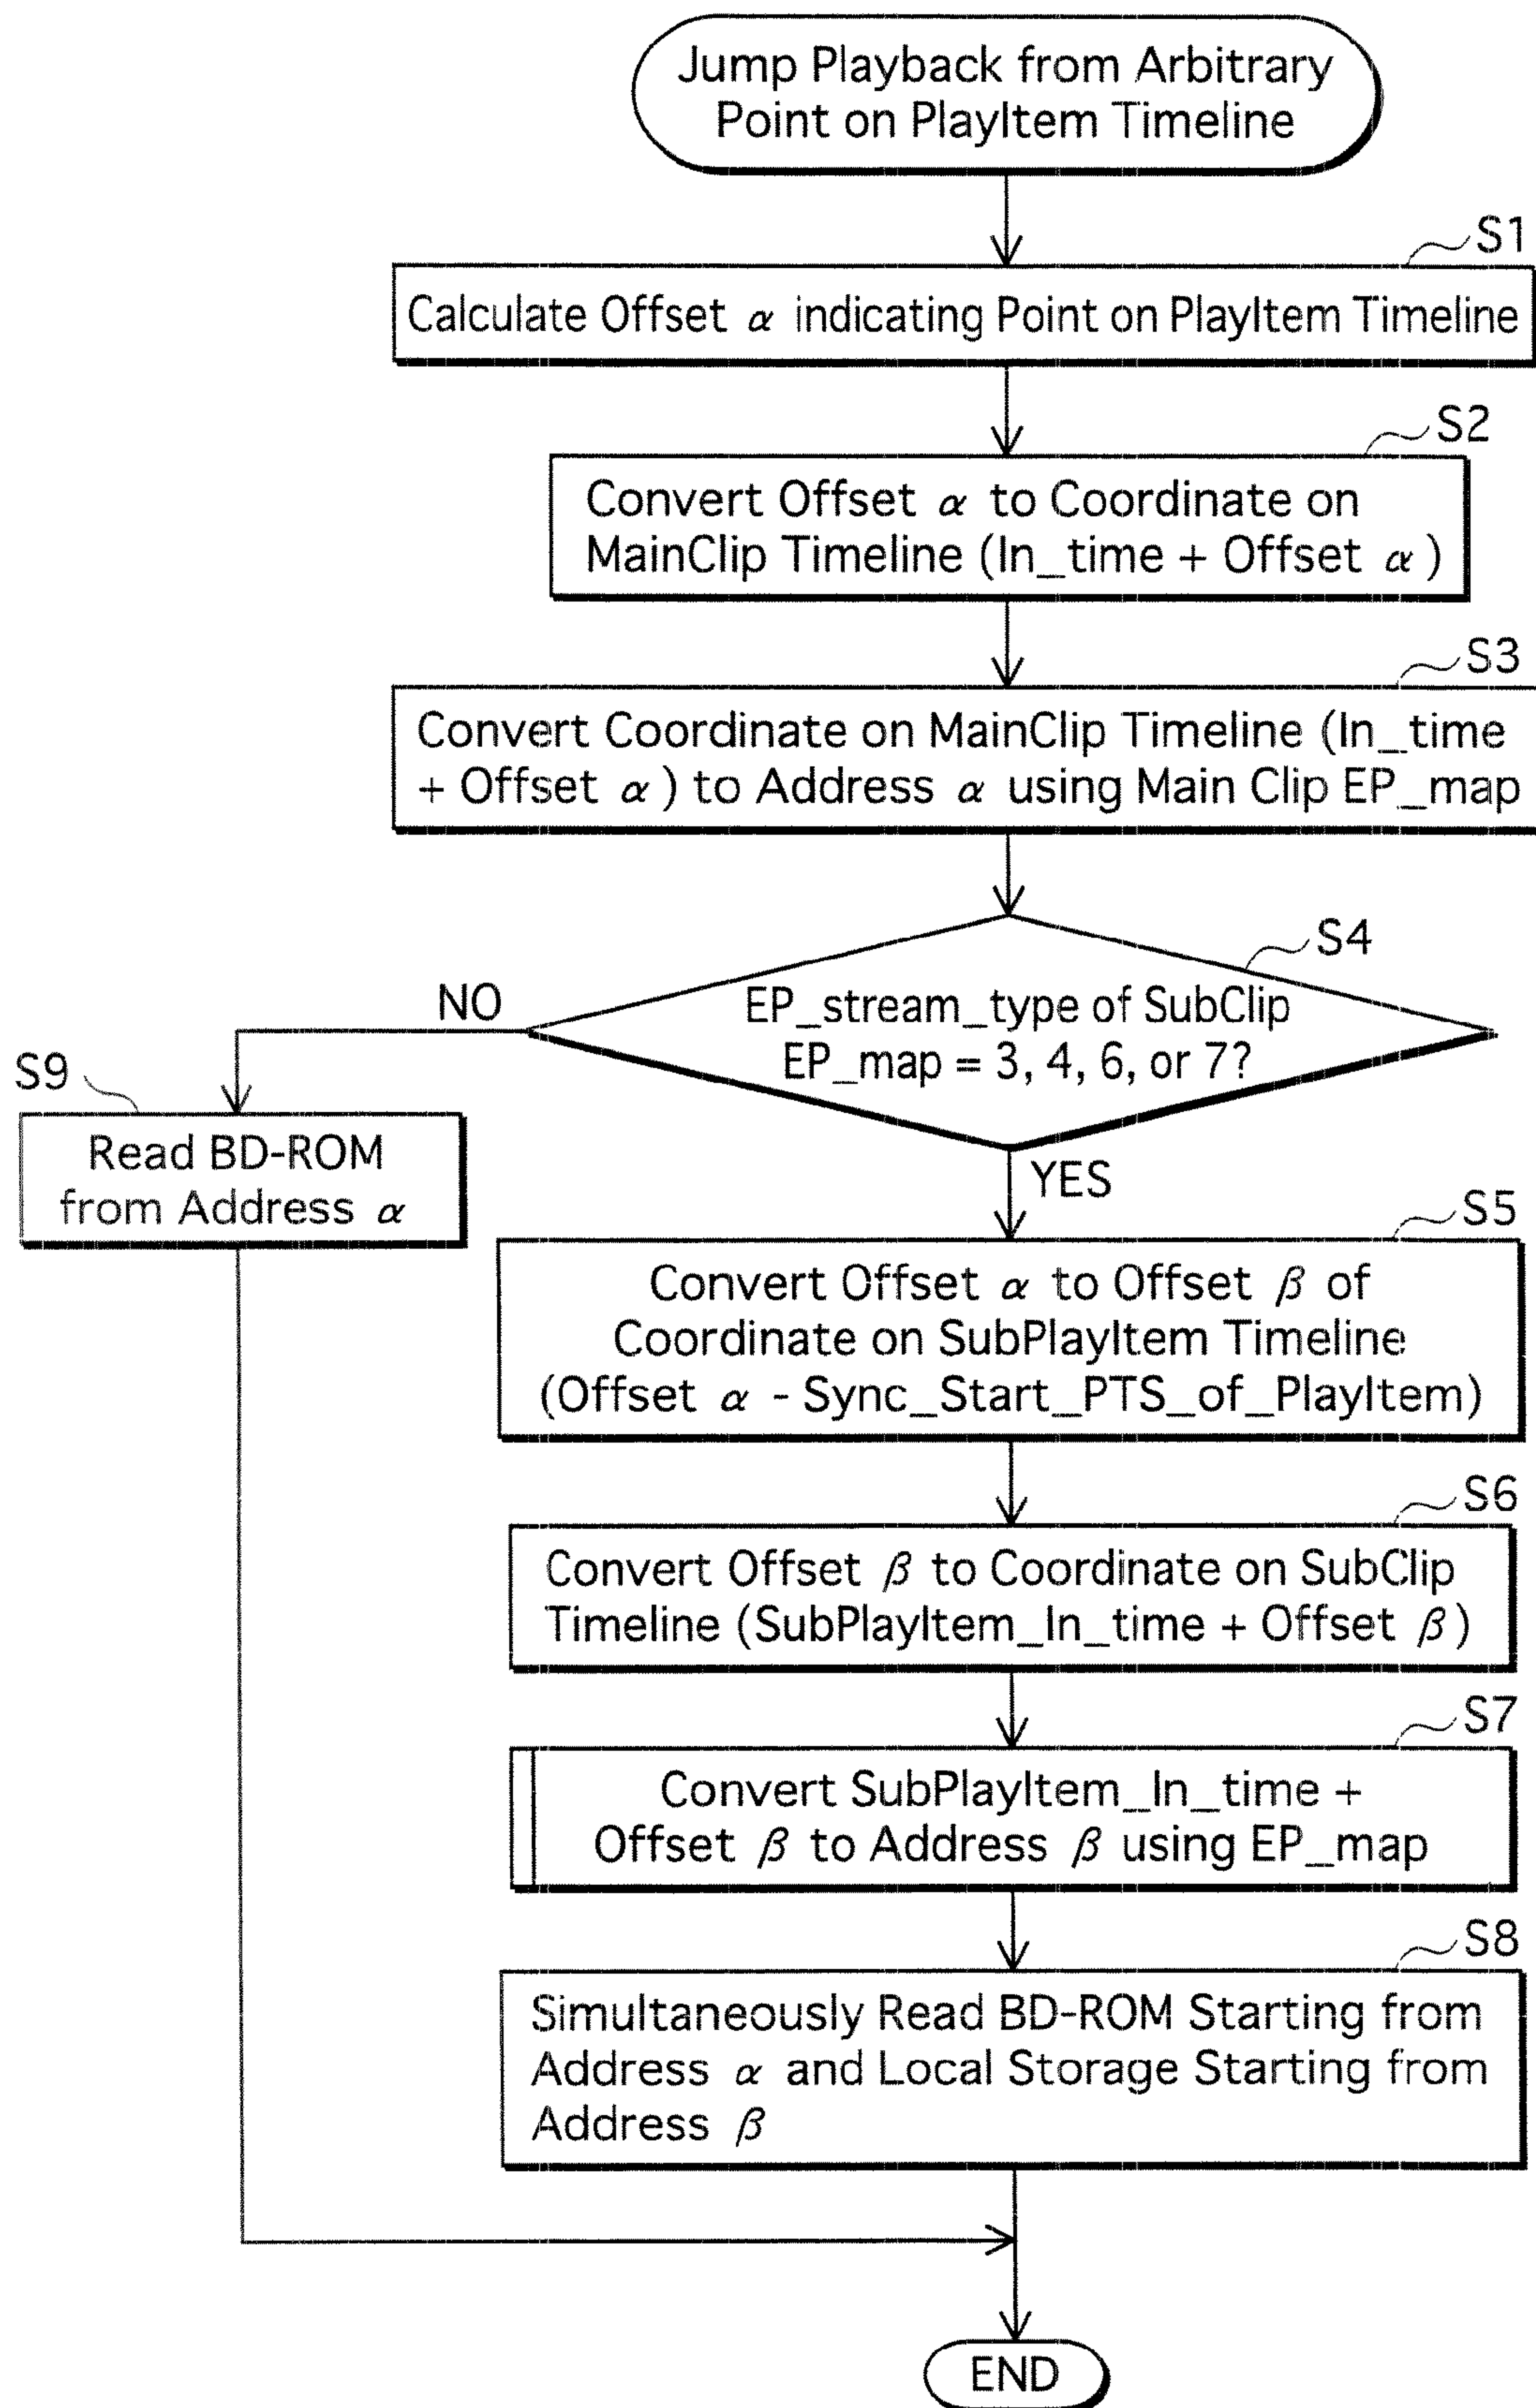 Jump Playback from Arbitrary
Point on PlayItem Timeline
S1
Calculate Offset α indicating Point on PlayItem Timeline
S2
Convert Offset α to Coordinate on
MainClip Timeline (In_time + Offset α)
S3
Convert Coordinate on MainClip Timeline (In_time
+ Offset α) to Address α using Main Clip EP_map
S4
EP_stream_type of SubClip
EP_map = 3, 4, 6, or 7?
NO
S9
Read BD-ROM
from Address α
YES
S5
Convert Offset α to Offset β of
Coordinate on SubPlayItem Timeline
(Offset α - Sync_Start_PTS_of_PlayItem)
S6
Convert Offset β to Coordinate on SubClip
Timeline (SubPlayItem_In_time + Offset β)
S7
Convert SubPlayItem_In_time +
Offset β to Address β using EP_map
S8
Simultaneously Read BD-ROM Starting from
Address α and Local Storage Starting from
Address β
END